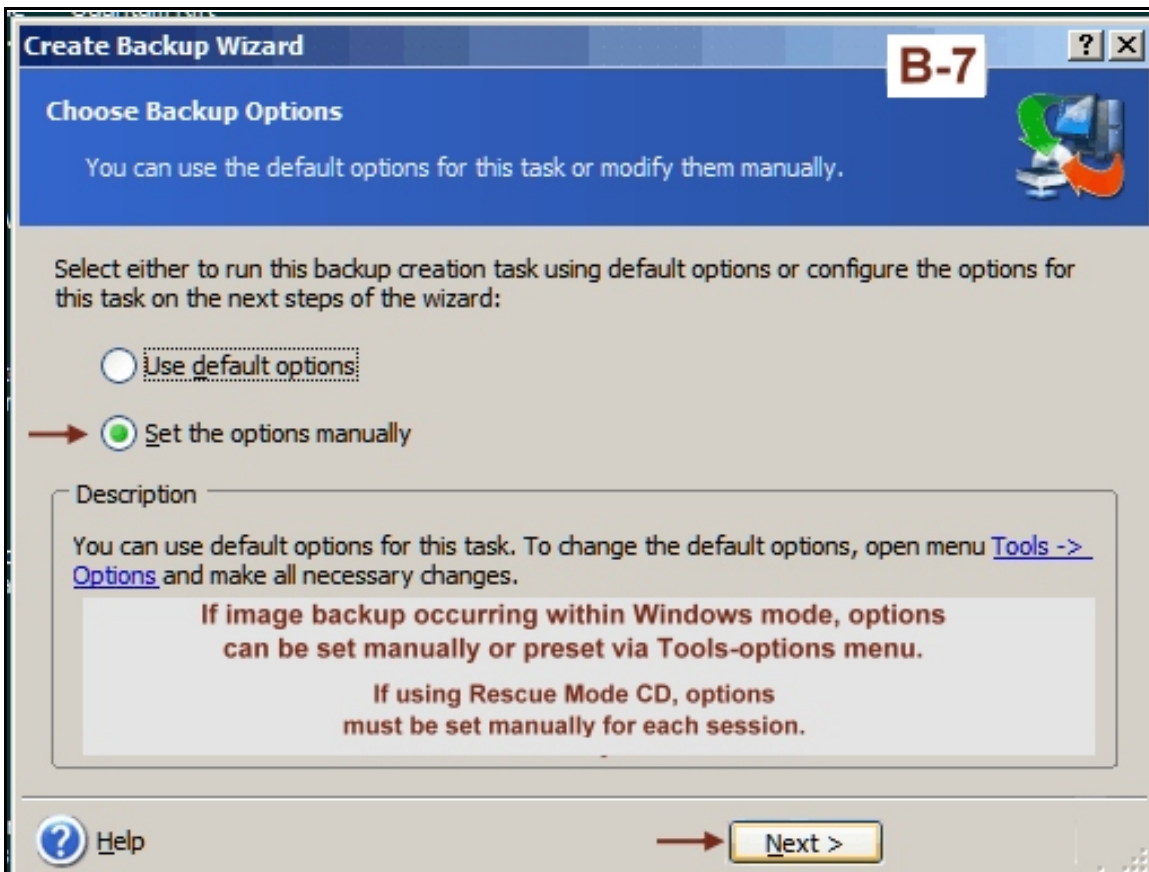 Create Backup Wizard
B-7
Choose Backup Options
You can use the default options for this task or modify them manually.
Select either to run this backup creation task using default options or configure the options for
this task on the next steps of the wizard:
Use default options
Set the options manually
Description
You can use default options for this task. To change the default options, open menu Tools ->
Options and make all necessary changes.
If image backup occurring within Windows mode, options
can be set manually or preset via Tools-options menu.
If using Rescue Mode CD, options
must be set manually for each session.
Help
Next >